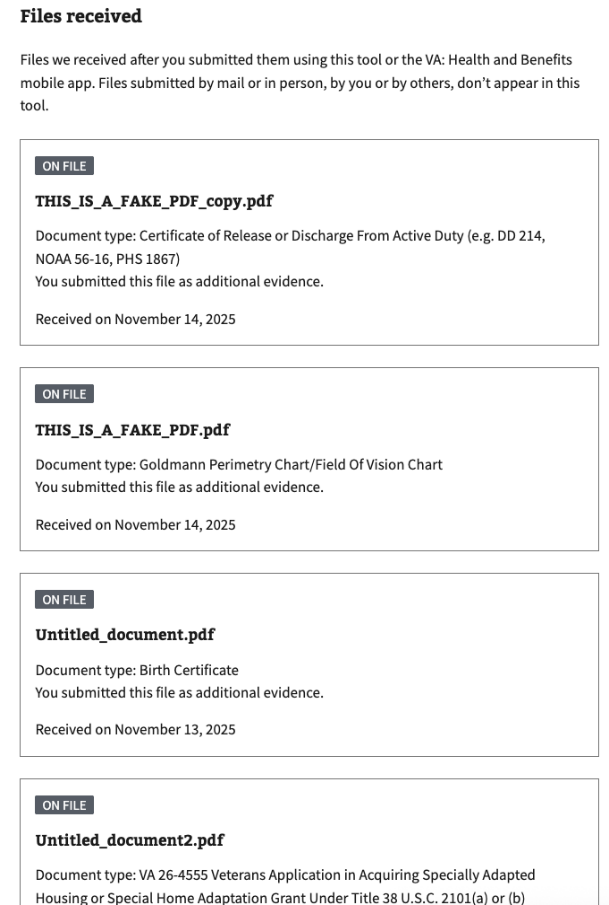 Files received
Files we received after you submitted them using this tool or the VA: Health and Benefits
mobile app. Files submitted by mail or in person, by you or by others, don’t appear in this
tool.
ON FILE
THIS_IS_A_FAKE_PDF_copy.pdf
Document type: Certificate of Release or Discharge From Active Duty (e.g. DD 214,
NOAA 56-16, PHS 1867)
You submitted this file as additional evidence.
Received on November 14, 2025
ON FILE
THIS_IS_A_FAKE_PDF.pdf
Document type: Goldmann Perimetry Chart/Field Of Vision Chart
You submitted this file as additional evidence.
Received on November 14, 2025
ON FILE
Untitled_document.pdf
Document type: Birth Certificate
You submitted this file as additional evidence.
Received on November 13, 2025
ON FILE
Untitled_document2.pdf
Document type: VA 26-4555 Veterans Application in Acquiring Specially Adapted
Housing or Special Home Adaptation Grant Under Title 38 U.S.C. 2101(a) or (b)